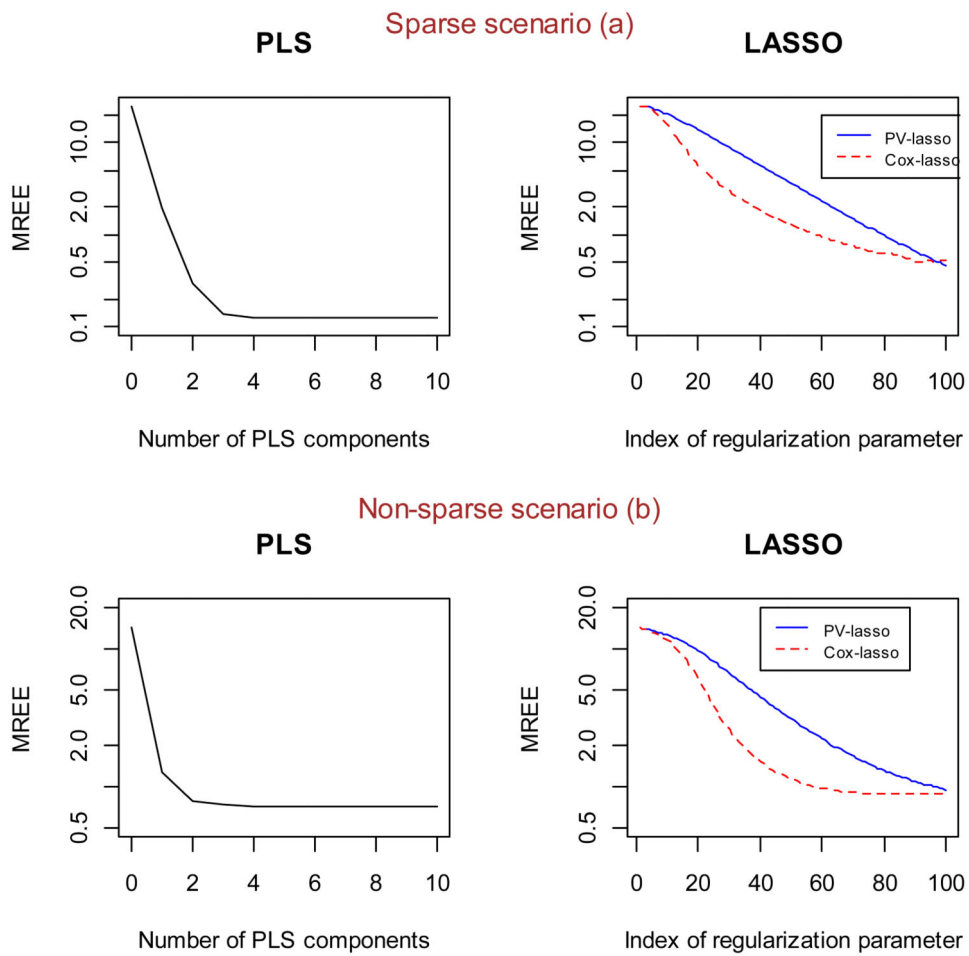 Sparse scenario (a)
PLS
LASSO
MREE
10.0
2.0
0.5
0.1
0 2 4 6 8 10
Number of PLS components
MREE
10.0
2.0
0.5
0.1
PV-lasso
Cox-lasso
0 20 40 60 80 100
Index of regularization parameter
Non-sparse scenario (b)
PLS
LASSO
MREE
20.0
5.0
2.0
0.5
0 2 4 6 8 10
Number of PLS components
MREE
20.0
5.0
2.0
0.5
PV-lasso
Cox-lasso
0 20 40 60 80 100
Index of regularization parameter